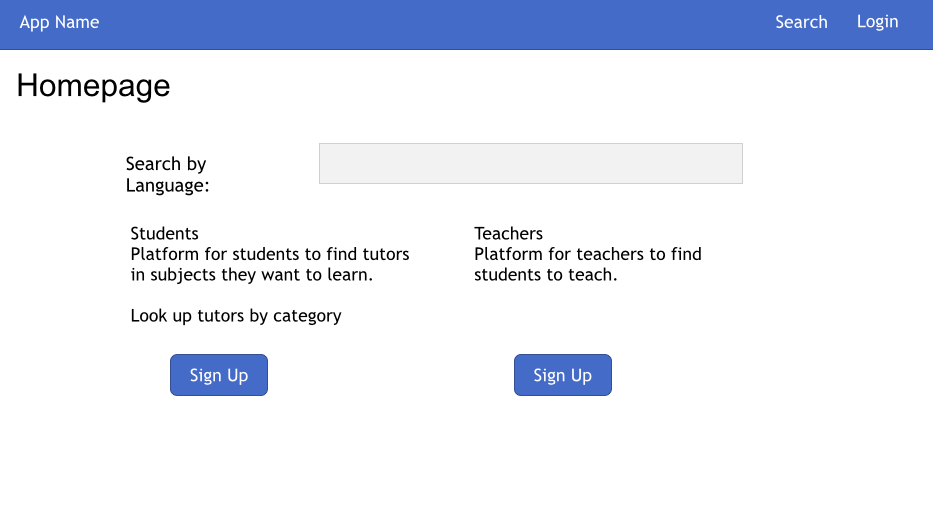 App Name
Search
Login
Homepage
Search by
Language:
Students
Platform for students to find tutors
in subjects they want to learn.
Look up tutors by category
Sign Up
Teachers
Platform for teachers to find
students to teach.
Sign Up